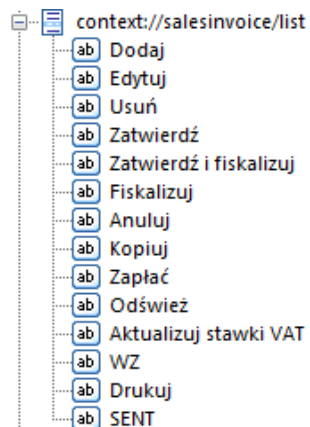 context://salesinvoice/list
ab Dodaj
ab Edytuj
ab Usuń
ab Zatwierdź
ab Zatwierdź i fiskalizuj
ab Fiskalizuj
ab Anuluj
ab Kopiuj
ab Zapłać
ab Odśwież
ab Aktualizuj stawki VAT
ab WZ
ab Drukuj
ab SENT